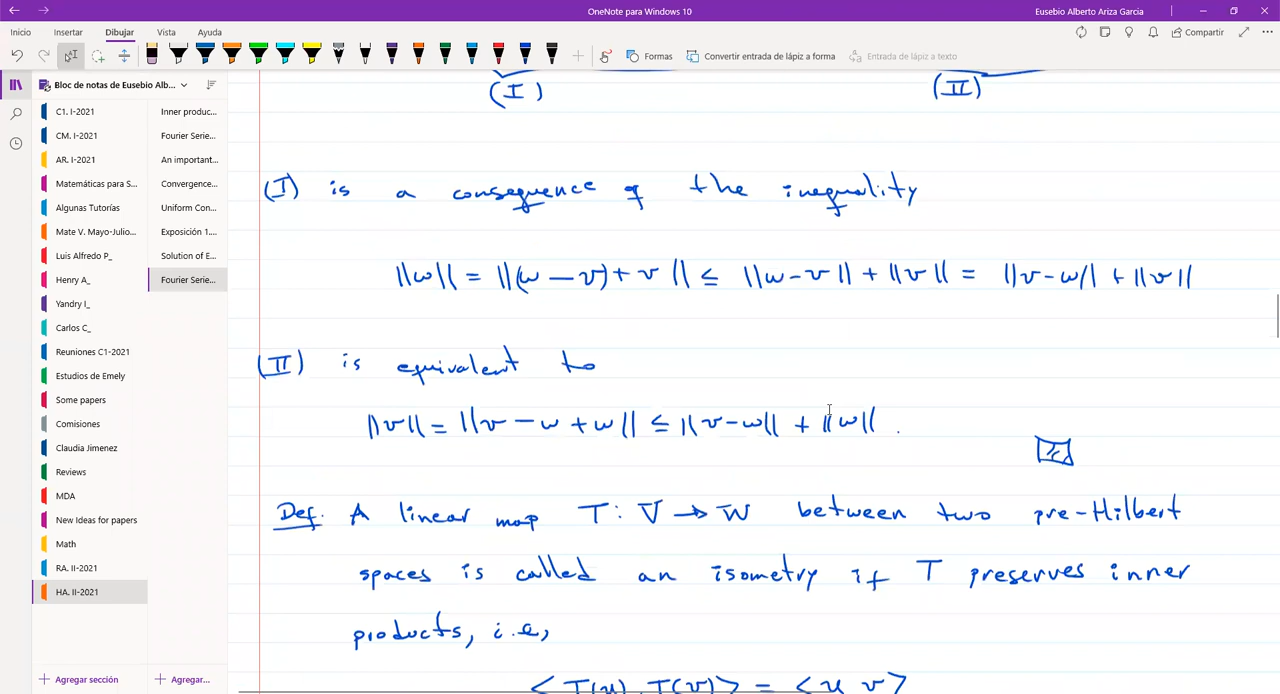 OneNote para Windows 10
Eusebio Alberto Ariza Garcia
Inicio Insertar Dibujar Vista Ayuda
Compartir
Formas Convertir entrada de lápiz a forma Entrada de lápiz a texto
Bloc de notas de Eusebio Alb...
C1. I-2021
CM. I-2021
AR. I-2021
Matemáticas para S...
Algunas Tutorías
Mate V. Mayo-Julio...
Luis Alfredo P_
Henry A_
Yandry I_
Carlos C_
Reuniones C1-2021
Estudios de Emely
Some papers
Comisiones
Claudia Jimenez
Reviews
MDA
New Ideas for papers
Math
RA. II-2021
HA. II-2021
Agregar sección
Inner produc...
Fourier Serie...
An important...
Convergence...
Uniform Con...
Exposición 1....
Solution of E...
Fourier Serie...
Agregar...
(I) (II)
(I) is a consequence of the inequality
||w|| = ||(w - v) + v|| ≤ ||w - v|| + ||v|| = ||v - w|| + ||v||
(II) is equivalent to
||v|| = ||v - w + w|| ≤ ||v - w|| + ||w|| .
Def. A linear map T: V → W between two pre-Hilbert
spaces is called an isometry if T preserves inner
products, i.e,
< T(u), T(v) > = < u, v >